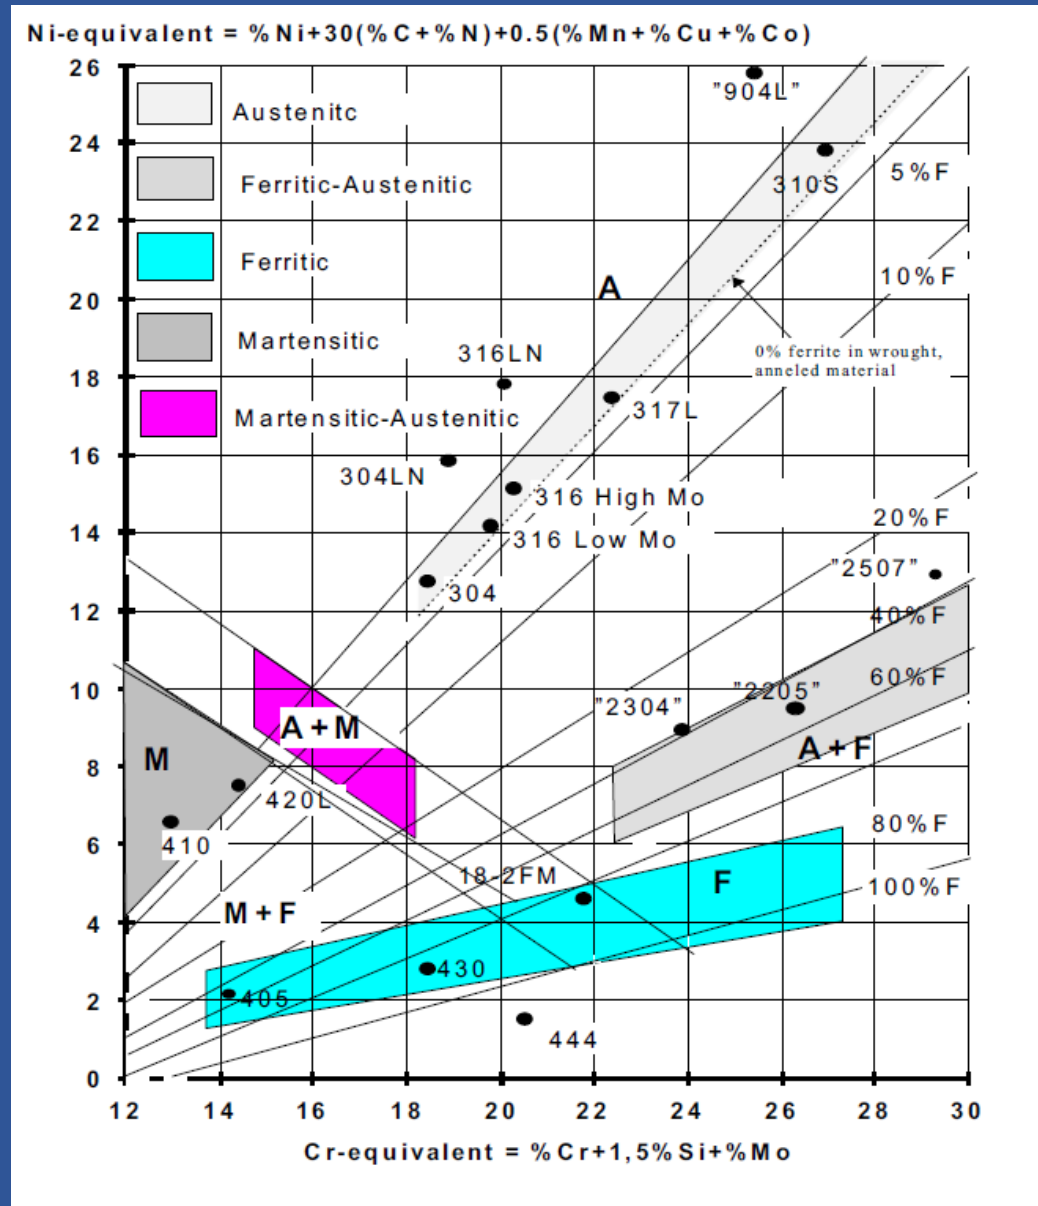 Ni-equivalent = %Ni+30(%C+%N)+0.5(%Mn+%Cu+%Co)
26
24
22
20
18
16
14
12
10
8
6
4
2
0
Austenitc
Ferritic-Austenitic
Ferritic
Martensitic
Martensitic-Austenitic
"904L"
310S
5%F
10%F
A
0% ferrite in wrought,
anneled material
316LN
317L
304LN
316 High Mo
316 Low Mo
20%F
"2507"
304
40%F
60%F
"2205"
"2304"
A+M
A+F
M
420L
410
80%F
18-2FM
F
100%F
M+F
430
405
444
12 14 16 18 20 22 24 26 28 30
Cr-equivalent = %Cr+1,5%Si+%Mo